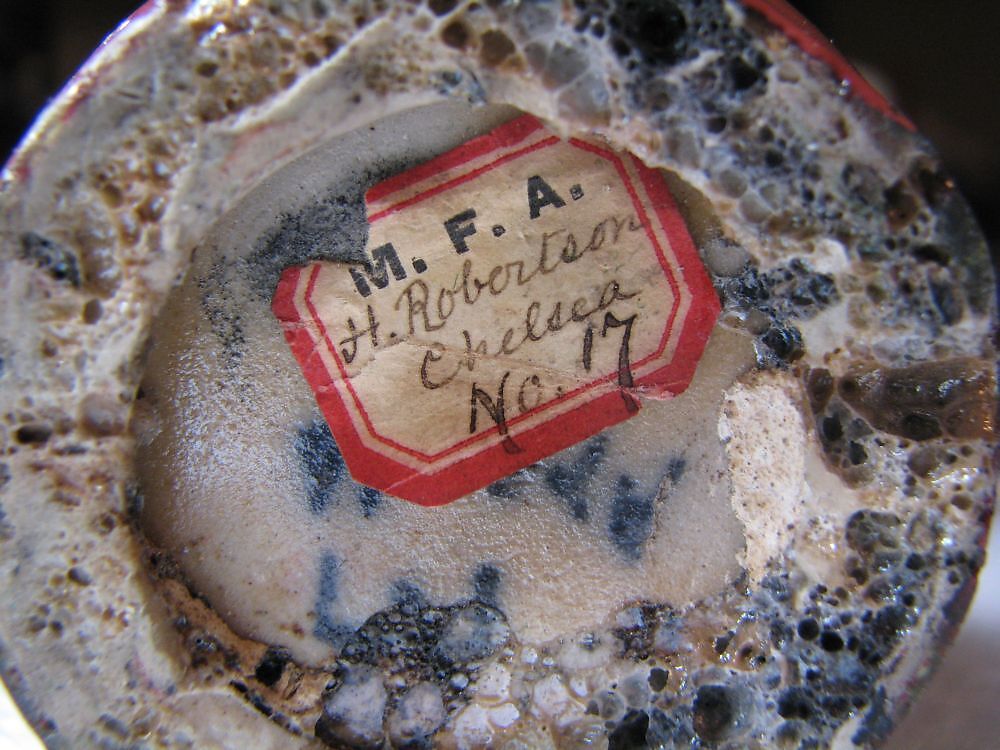 M. F. A.
H. Robertson
Chelsea
No. 17